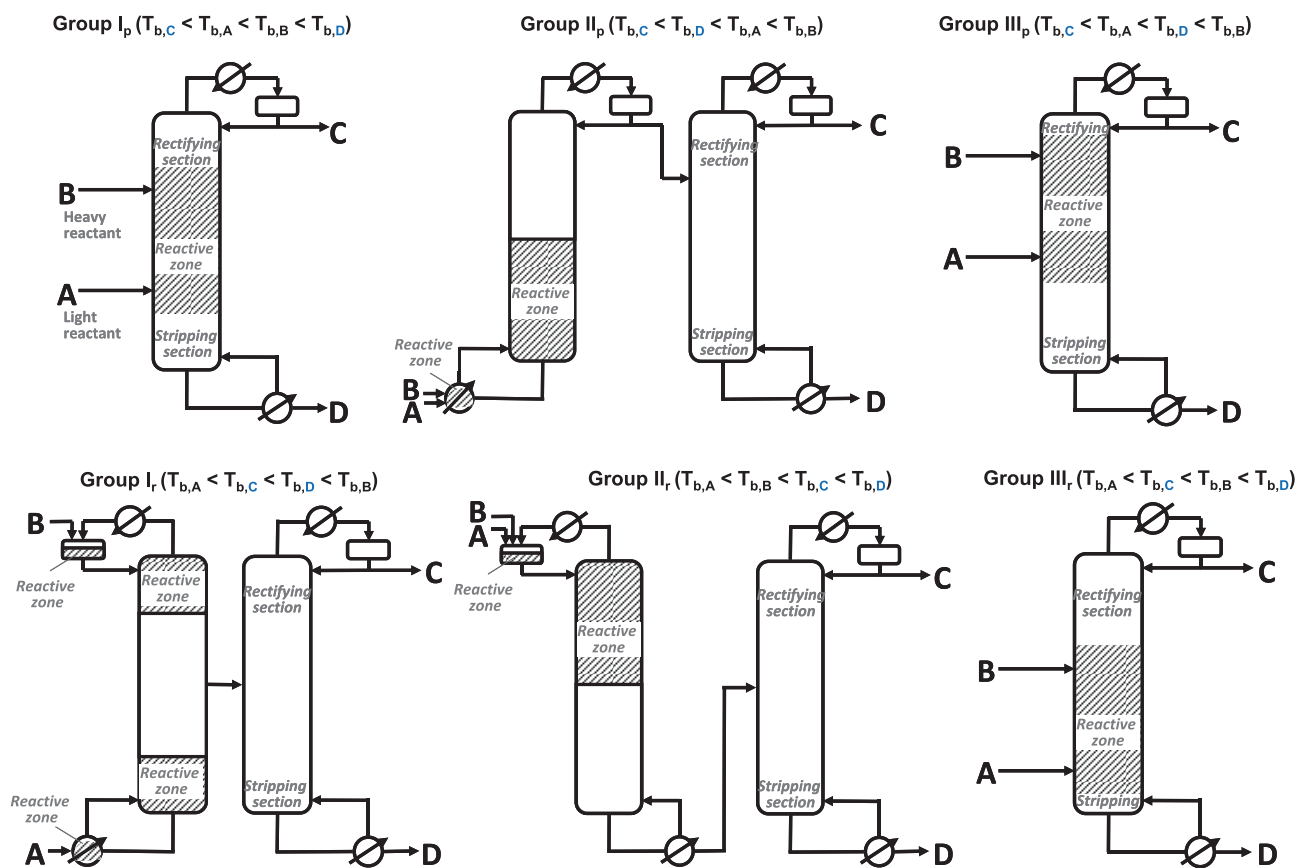 Group Ip (Tb,C < Tb,A < Tb,B < Tb,D)
C
Rectifying
section
B
Heavy
reactant
Reactive
zone
A
Light
reactant
Stripping
section
D
Group IIp (Tb,C < Tb,D < Tb,A < Tb,B)
Reactive
zone
Reactive
zone
B
A
C
Rectifying
section
Stripping
section
D
Group IIIp (Tb,C < Tb,A < Tb,D < Tb,B)
C
Rectifying
B
Reactive
zone
A
Stripping
section
D
Group Ir (Tb,A < Tb,C < Tb,D < Tb,B)
B
Reactive
zone
Reactive
zone
Reactive
zone
Reactive
zone
A
C
Rectifying
section
Stripping
section
D
Group IIr (Tb,A < Tb,B < Tb,C < Tb,D)
B
A
Reactive
zone
Reactive
zone
C
Rectifying
section
Stripping
section
D
Group IIIr (Tb,A < Tb,C < Tb,B < Tb,D)
C
Rectifying
section
B
Reactive
zone
A
Stripping
D